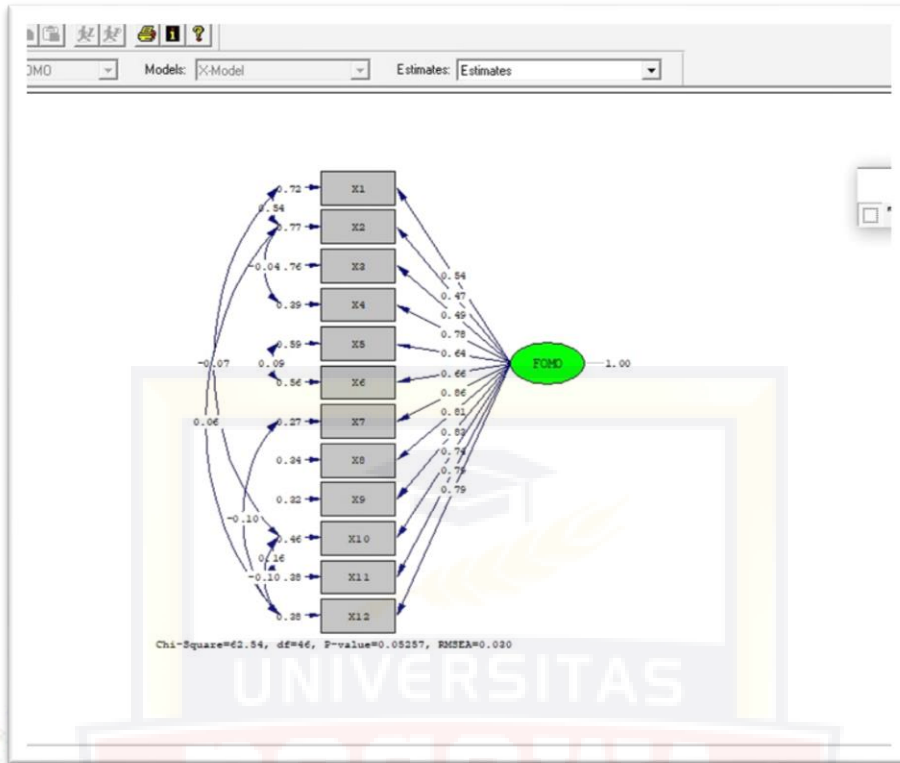 OMO Models: X-Model Estimates: Estimates
0.72 X1
0.54
0.77 X2
-0.04 .76 X3
0.54
0.47
0.39 X4
0.49
0.78
0.59 X5
0.64
-0.07 0.09 FOMO 1.00
0.66
0.56 X6
0.86
0.81
0.06 0.27 X7
0.74
0.34 X8
0.79
0.32 X9
-0.10
0.46 X10
0.16
-0.10 .38 X11
0.38 X12
Chi-Square=62.54, df=46, P-value=0.05257, RMSEA=0.030
UNIVERSITAS